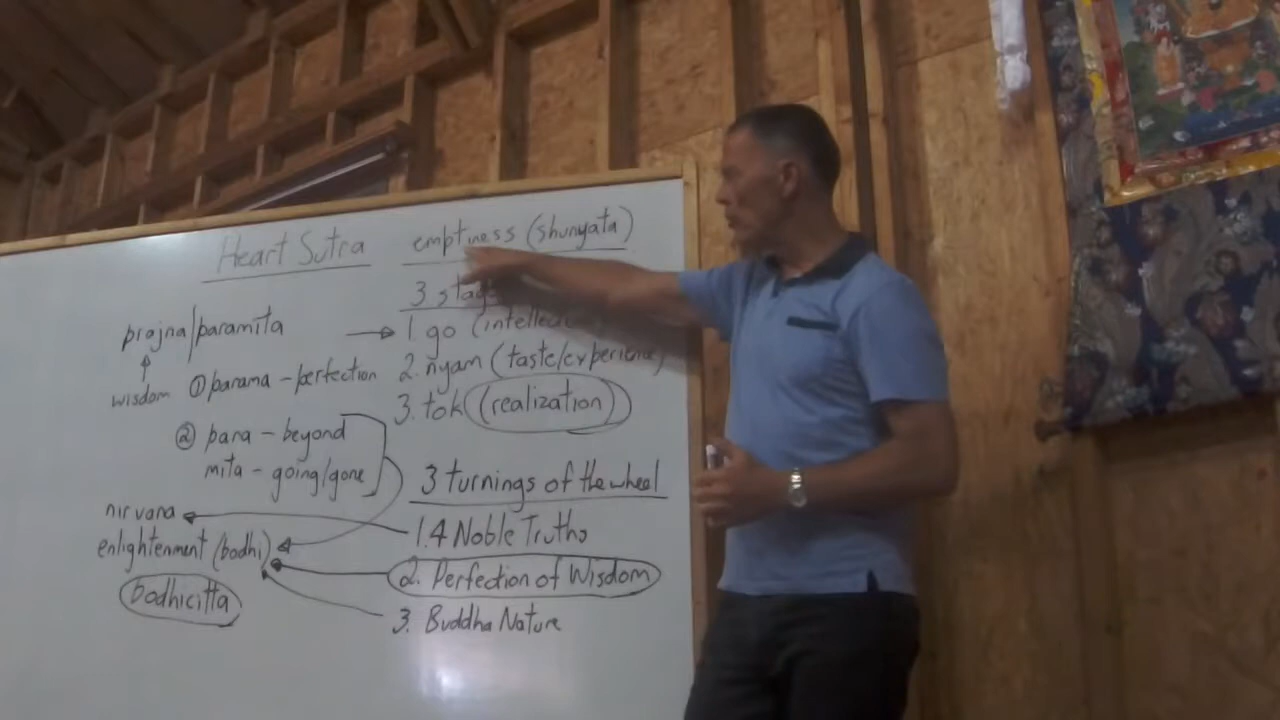 Heart Sutra
prajna/paramita
wisdom
① parama - perfection
② para - beyond
mita - going/gone
nirvana
enlightenment (bodhi)
bodhicitta
emptiness (shunyata)
3
1. go
2. nyam (taste/experience)
3. tok (realization)
3 turnings of the wheel
1. 4 Noble Truths
2. Perfection of Wisdom
3. Buddha Nature